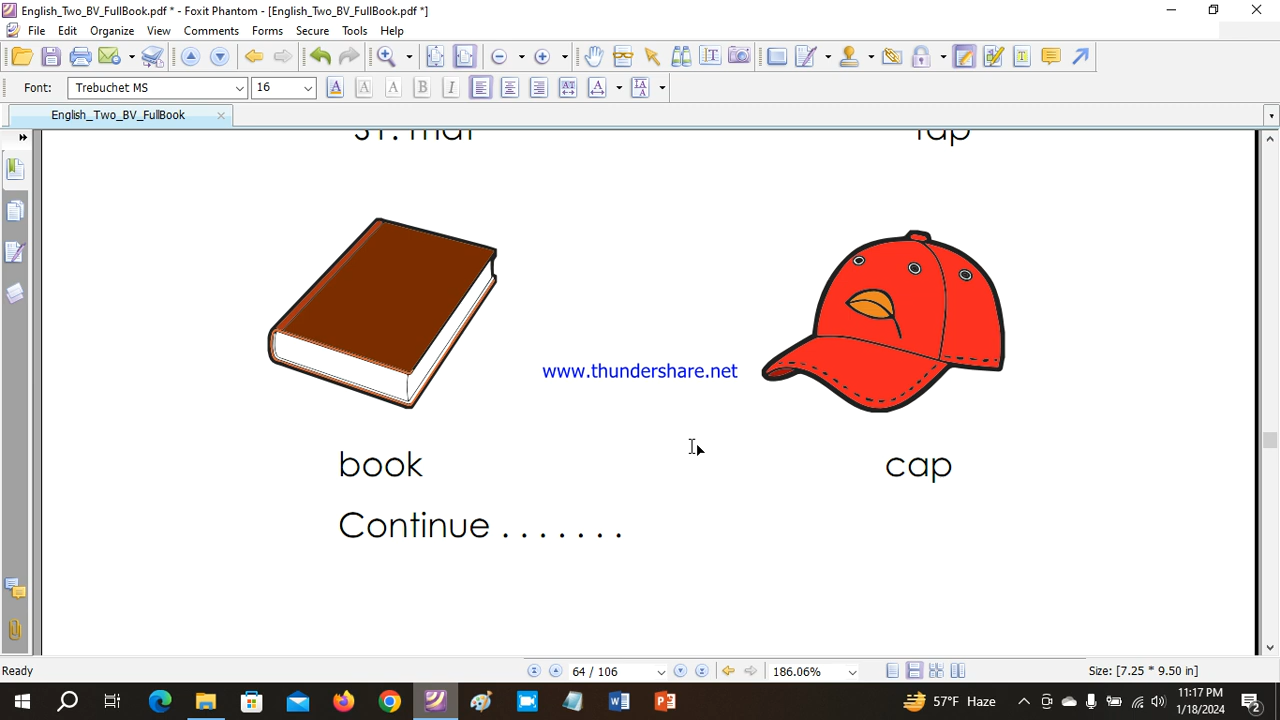 English_Two_BV_FullBook.pdf * - Foxit Phantom - [English_Two_BV_FullBook.pdf *]
File Edit Organize View Comments Forms Secure Tools Help
Font: Trebuchet MS 16
English_Two_BV_FullBook
www.thundershare.net
book cap
Continue . . . . . . .
Ready 64 / 106 186.06% Size: [7.25 * 9.50 in]
57°F Haze 11:17 PM
1/18/2024
2